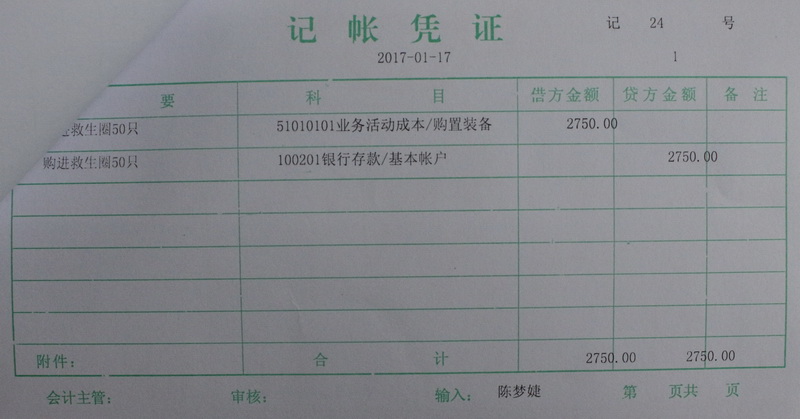 记帐凭证
记 24 号
2017-01-17 1
要 科目 借方金额 贷方金额 备注
进救生圈50只 51010101业务活动成本/购置装备 2750.00
购进救生圈50只 100201银行存款/基本帐户 2750.00
附件： 合计 2750.00 2750.00
会计主管： 审核： 输入： 陈梦婕 第 页共 页